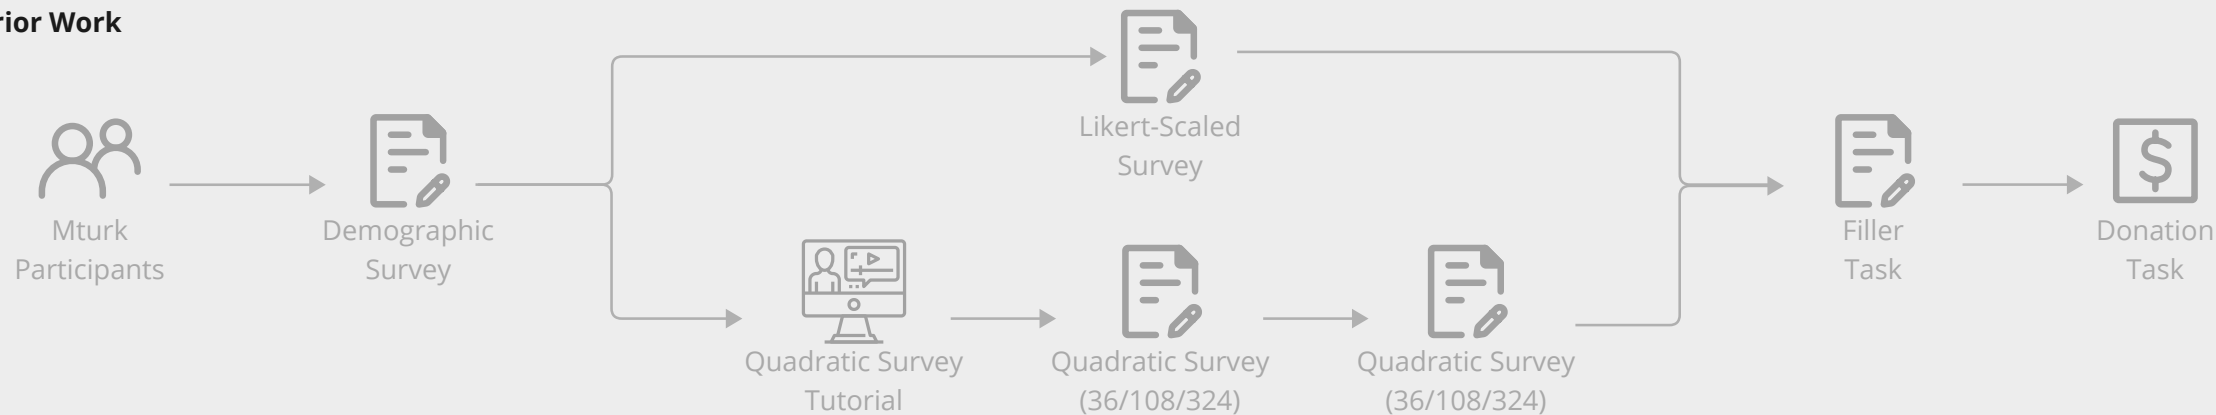 rior Work
Mturk
Participants
Demographic
Survey
Likert-Scaled
Survey
Quadratic Survey
Tutorial
Quadratic Survey
(36/108/324)
Quadratic Survey
(36/108/324)
Filler
Task
$
Donation
Task